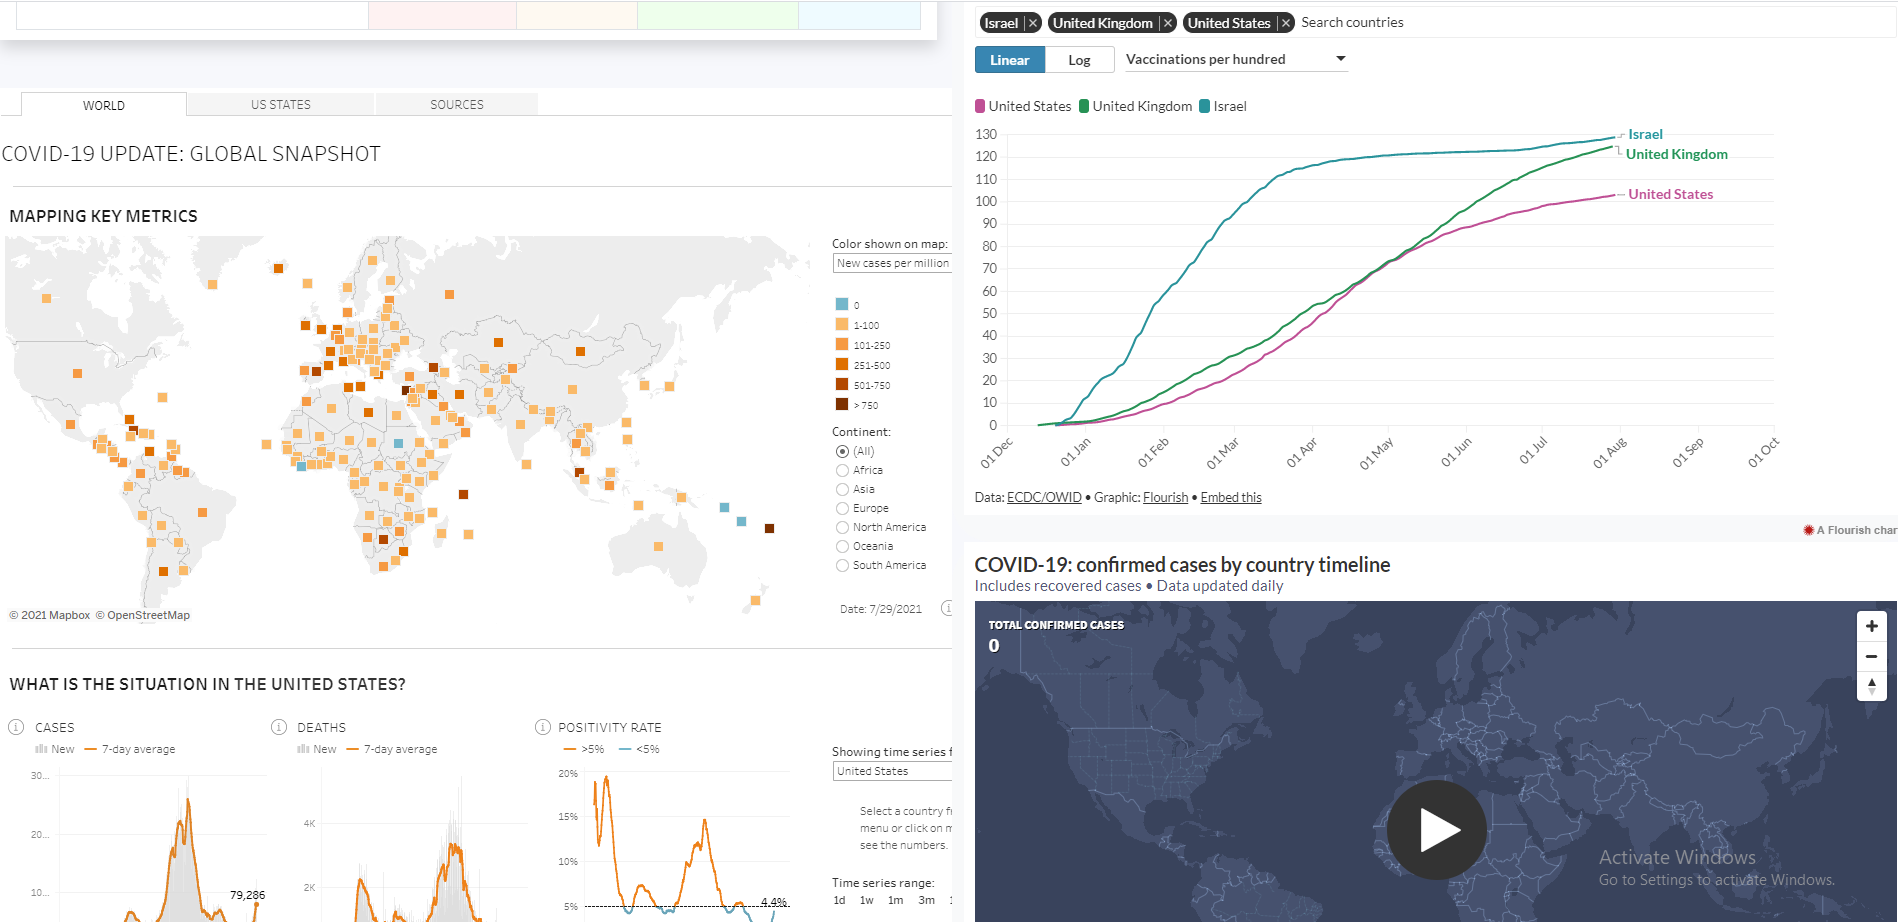 WORLD
US STATES
SOURCES
COVID-19 UPDATE: GLOBAL SNAPSHOT
MAPPING KEY METRICS
Color shown on map:
New cases per million
0
1-100
101-250
251-500
501-750
> 750
Continent:
(All)
Africa
Asia
Europe
North America
Oceania
South America
© 2021 Mapbox © OpenStreetMap
Date: 7/29/2021
WHAT IS THE SITUATION IN THE UNITED STATES?
CASES
New 7-day average
30...
20...
10...
79,286
DEATHS
New 7-day average
4K
2K
POSITIVITY RATE
>5% <5%
20%
15%
10%
5%
4.4%
Showing time series f
United States
Select a country fr
menu or click on m
see the numbers.
Time series range:
1d 1w 1m 3m
Israel × United Kingdom × United States × Search countries
Linear Log Vaccinations per hundred
United States United Kingdom Israel
130
120
110
100
90
80
70
60
50
40
30
20
10
0
Israel
United Kingdom
United States
01 Dec
01 Jan
01 Feb
01 Mar
01 Apr
01 May
01 Jun
01 Jul
01 Aug
01 Sep
01 Oct
Data: ECDC/OWID • Graphic: Flourish • Embed this
A Flourish char
COVID-19: confirmed cases by country timeline
Includes recovered cases • Data updated daily
TOTAL CONFIRMED CASES
0
Activate Windows
Go to Settings to activate Windows.